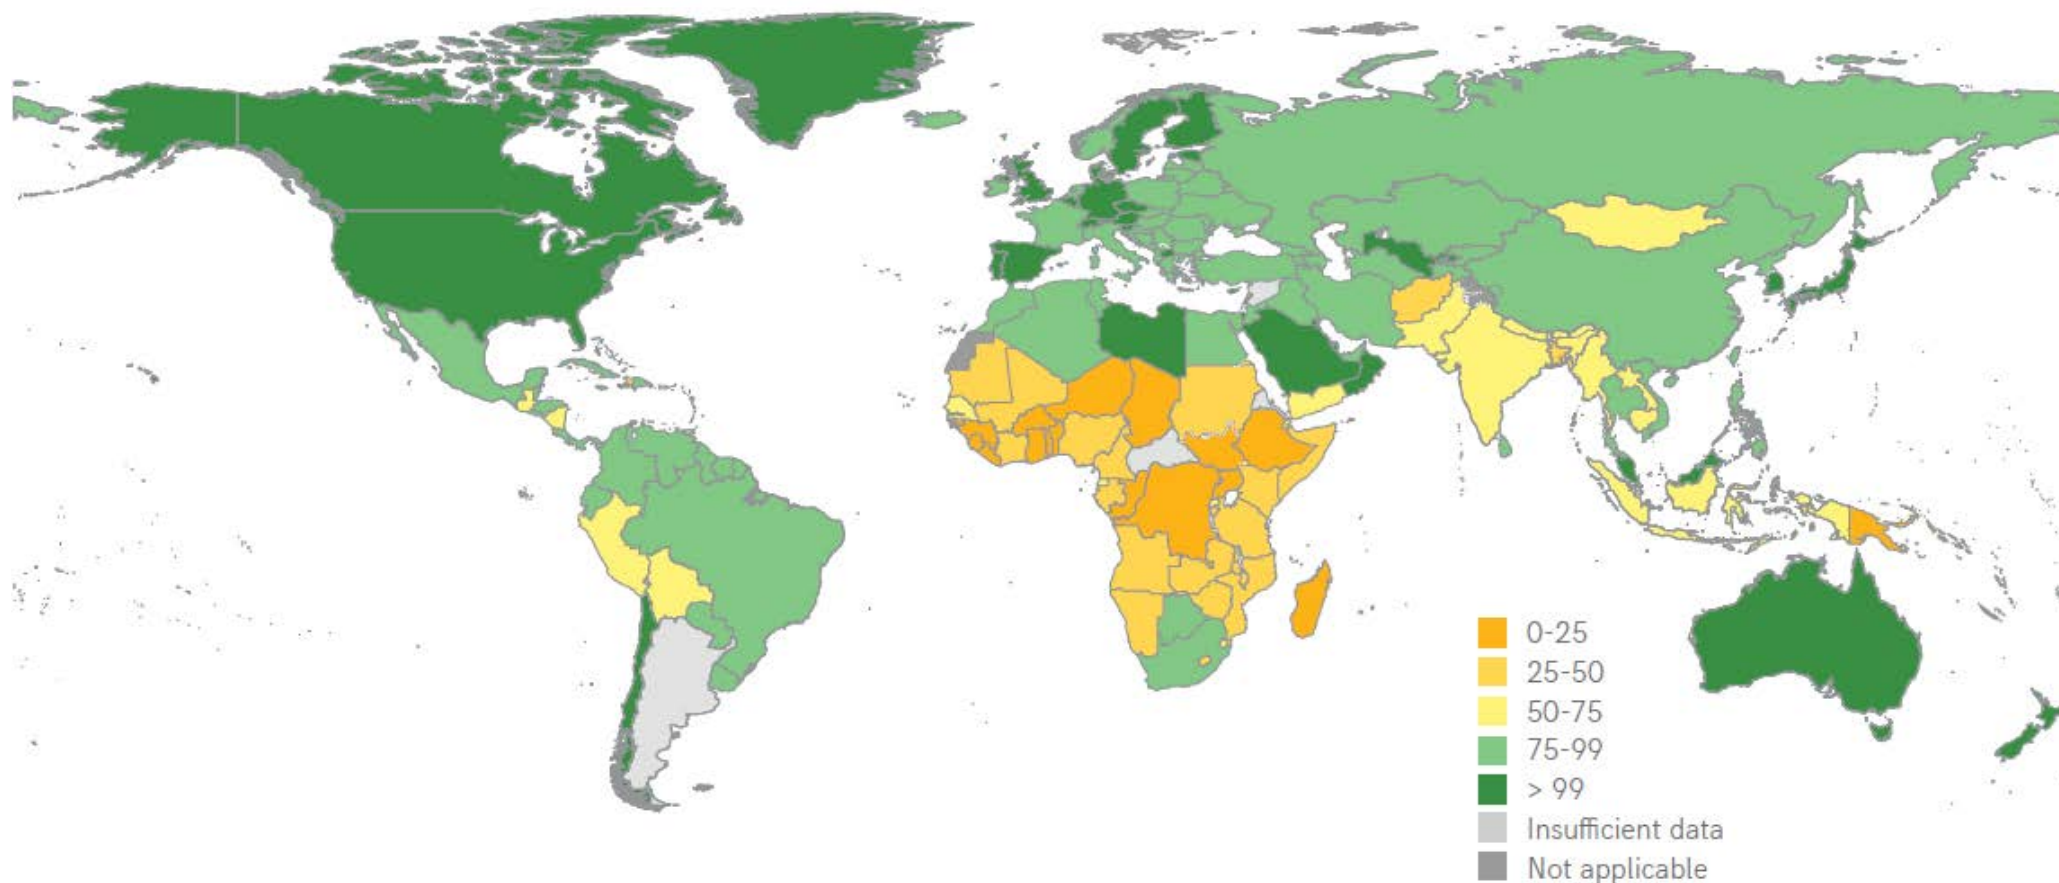 0-25
25-50
50-75
75-99
> 99
Insufficient data
Not applicable